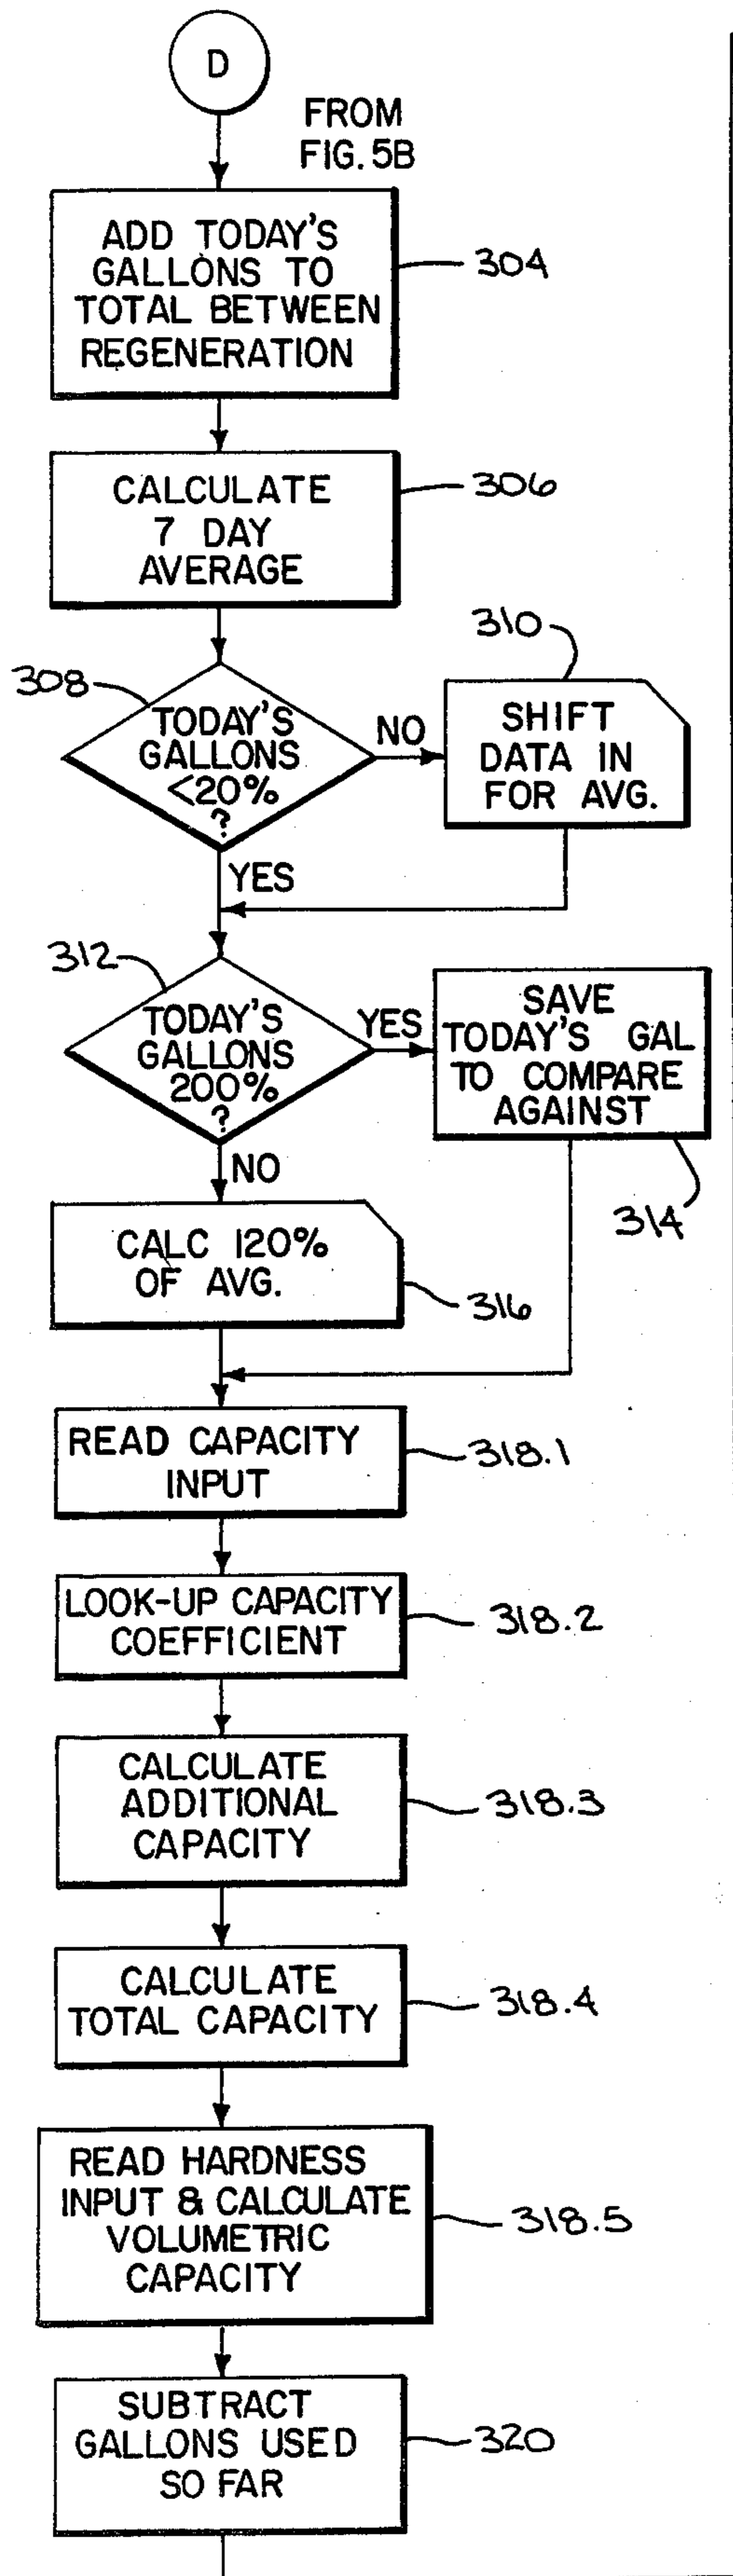 D
FROM
FIG. 5B
ADD TODAY'S
GALLONS TO
TOTAL BETWEEN
REGENERATION
304
CALCULATE
7 DAY
AVERAGE
306
308
TODAY'S
GALLONS
<20%
?
NO
310
SHIFT
DATA IN
FOR AVG.
YES
312
TODAY'S
GALLONS
200%
?
YES
SAVE
TODAY'S GAL
TO COMPARE
AGAINST
314
NO
CALC 120%
OF AVG.
316
READ CAPACITY
INPUT
318.1
LOOK-UP CAPACITY
COEFFICIENT
318.2
CALCULATE
ADDITIONAL
CAPACITY
318.3
CALCULATE
TOTAL CAPACITY
318.4
READ HARDNESS
INPUT & CALCULATE
VOLUMETRIC
CAPACITY
318.5
SUBTRACT
GALLONS USED
SO FAR
320